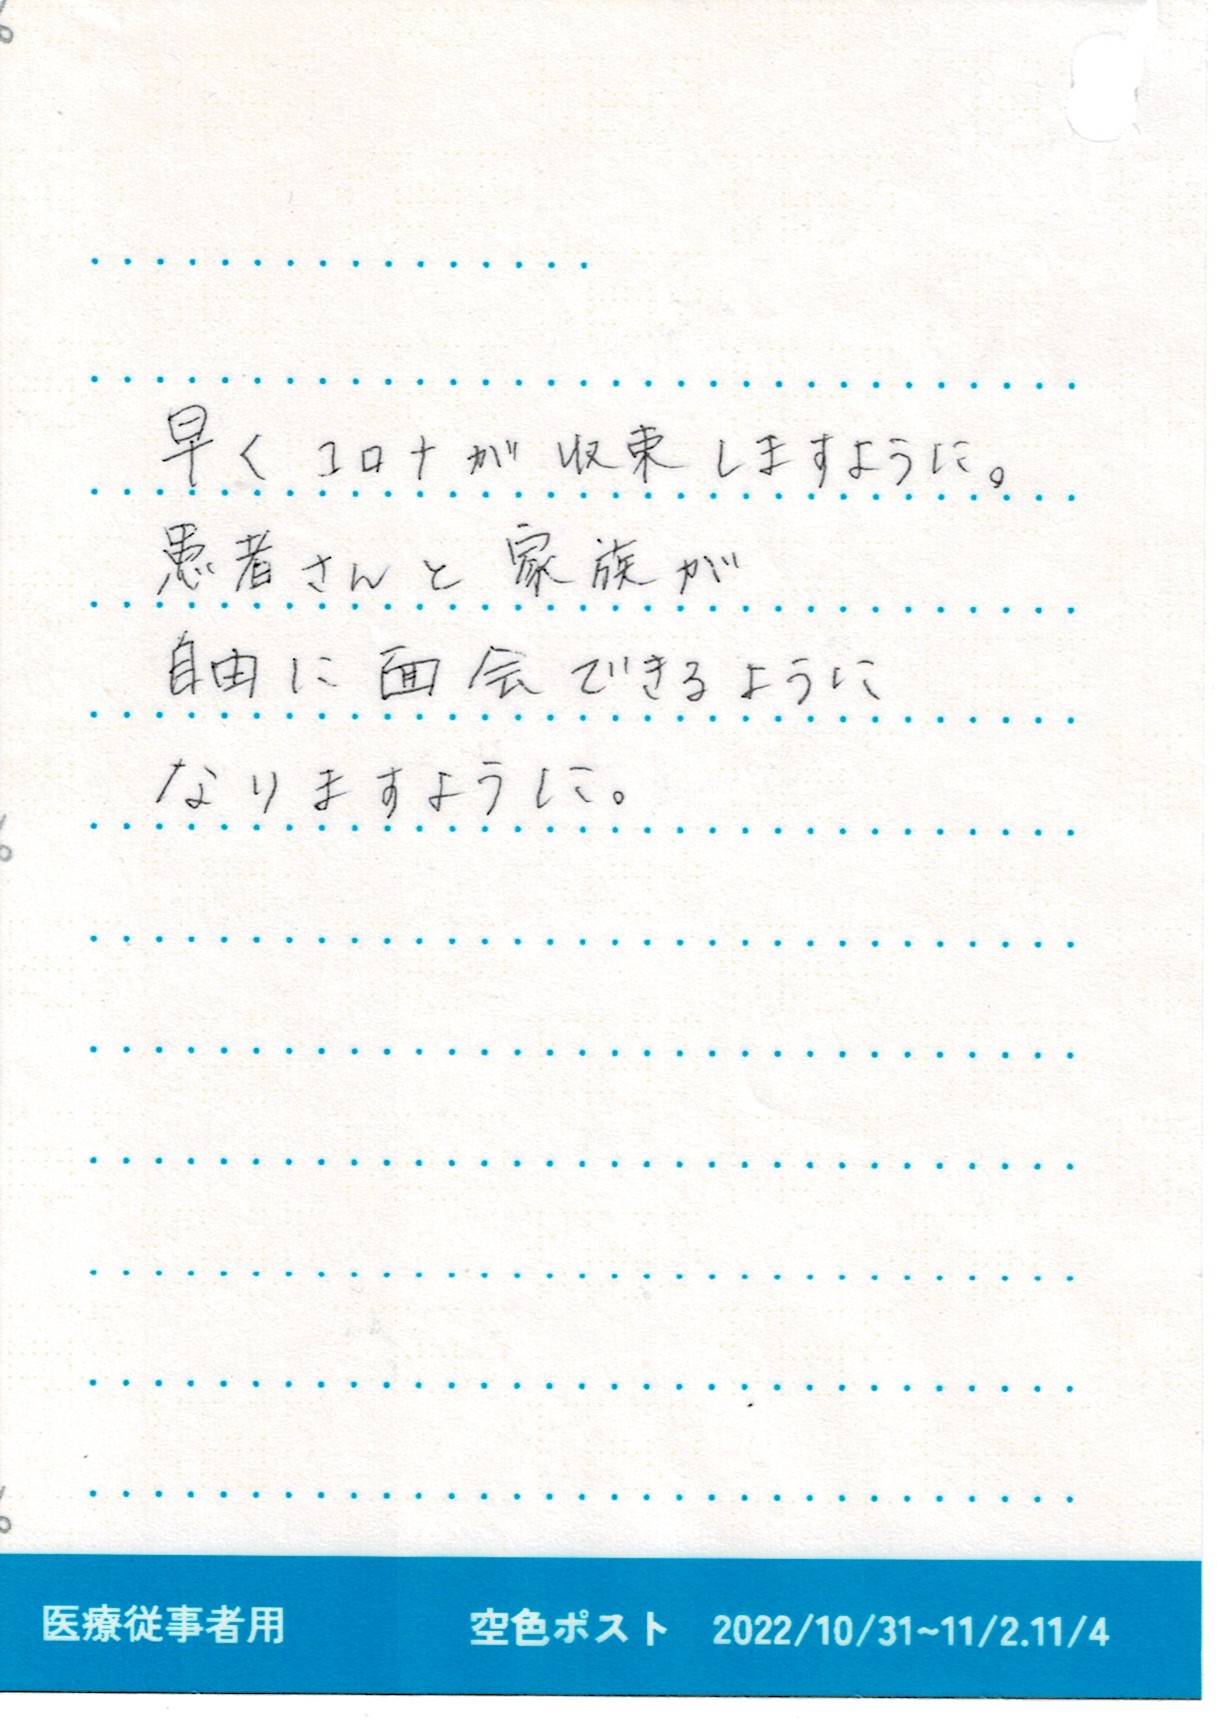 早くコロナが収束しますように。
患者さんと家族が
自由に面会できるように
なりますように。
医療従事者用 空色ポスト 2022/10/31~11/2.11/4